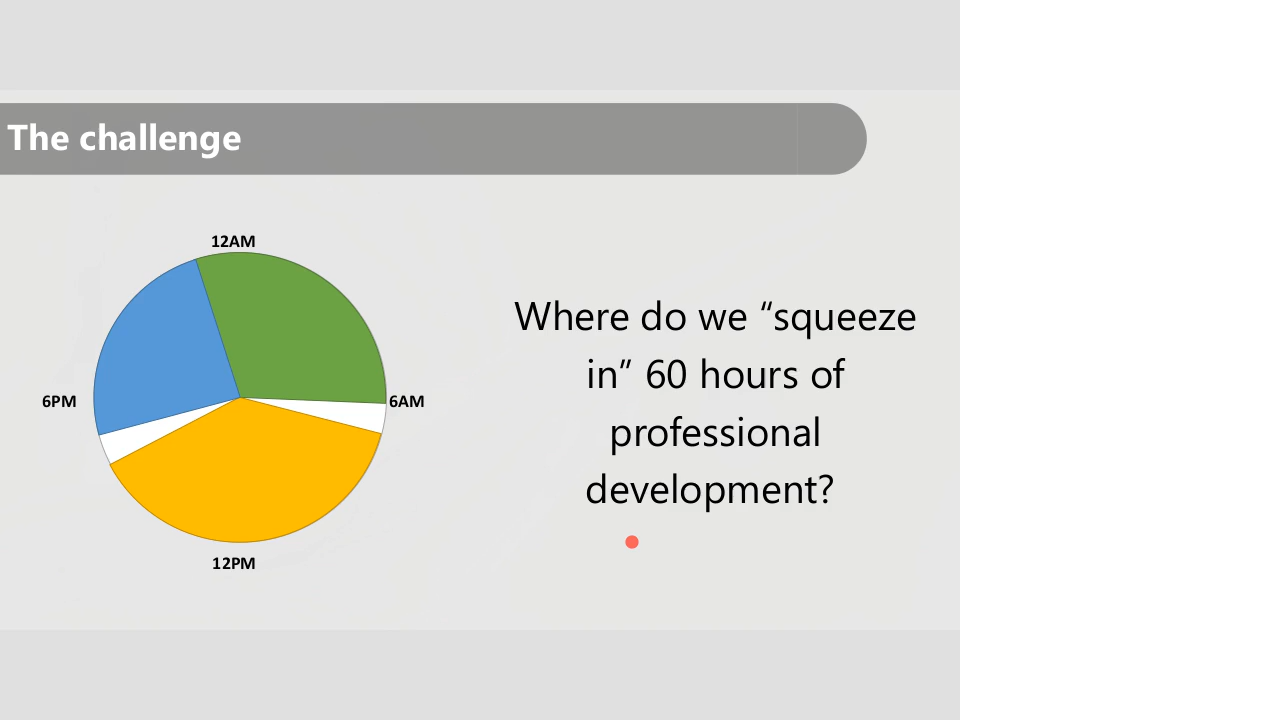 The challenge
12AM
6PM
6AM
12PM
Where do we “squeeze
in” 60 hours of
professional
development?